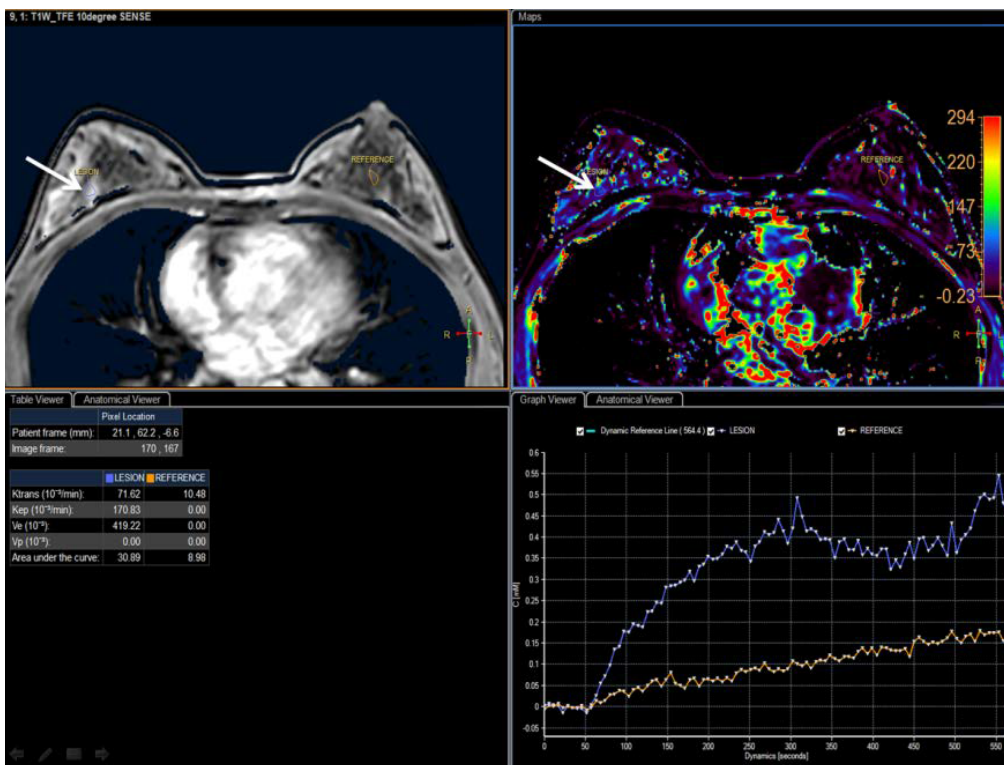 9, 1: T1W_TFE 10degree SENSE
LESION
REFERENCE
A
R L
P
Maps
LESION
REFERENCE
294
220
147
73
-0.23
A
R L
P
Table Viewer Anatomical Viewer
Pixel Location
Patient frame (mm): 21.1 , 62.2 , -6.6
Image frame: 170 , 167
LESION REFERENCE
Ktrans (10⁻³/min): 71.62 10.48
Kep (10⁻³/min): 170.83 0.00
Ve (10⁻³): 419.22 0.00
Vp (10⁻³): 0.00 0.00
Area under the curve: 30.89 8.98
Graph Viewer Anatomical Viewer
Dynamic Reference Line ( 564.4 ) LESION REFERENCE
0.6
0.55
0.5
0.45
0.4
0.35
0.3
0.25
0.2
0.15
0.1
0.05
0
-0.05
C [mM]
0 50 100 150 200 250 300 350 400 450 500 550
Dynamics [seconds]